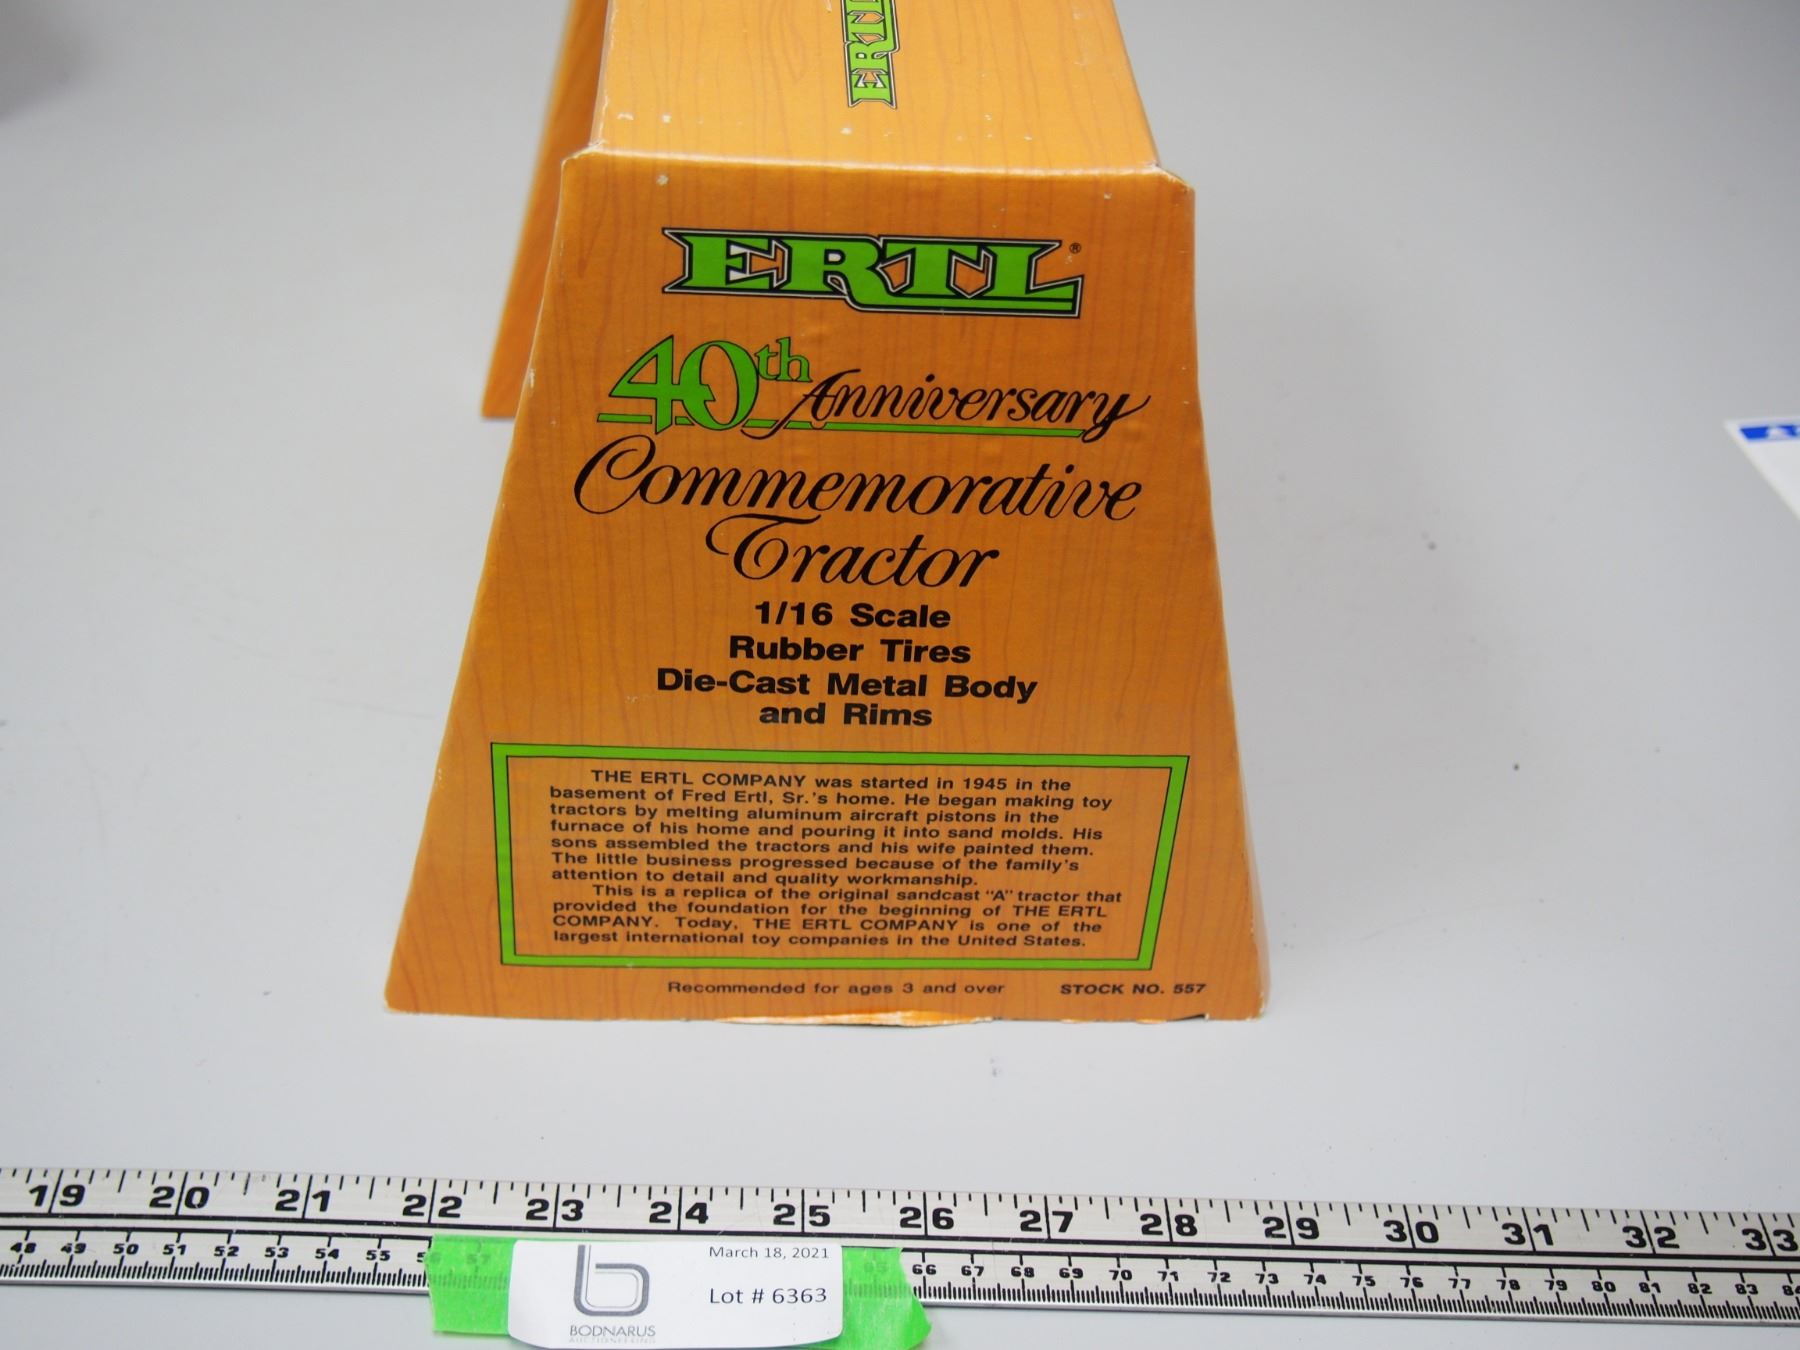 ERTL
ERTL®
40th Anniversary
Commemorative
Tractor
1/16 Scale
Rubber Tires
Die-Cast Metal Body
and Rims
THE ERTL COMPANY was started in 1945 in the
basement of Fred Ertl, Sr.'s home. He began making toy
tractors by melting aluminum aircraft pistons in the
furnace of his home and pouring it into sand molds. His
sons assembled the tractors and his wife painted them.
The little business progressed because of the family's
attention to detail and quality workmanship.
This is a replica of the original sandcast "A" tractor that
provided the foundation for the beginning of THE ERTL
COMPANY. Today, THE ERTL COMPANY is one of the
largest international toy companies in the United States.
Recommended for ages 3 and over STOCK NO. 557
19 20 21 22 23 24 25 26 27 28 29 30 31 32 33
48 49 50 51 52 53 54 55 56 57 65 66 67 68 69 70 71 72 73 74 75 76 77 78 79 80 81 82 83 84
March 18, 2021
Lot # 6363
b
BODNARUS
AUCTIONEERING